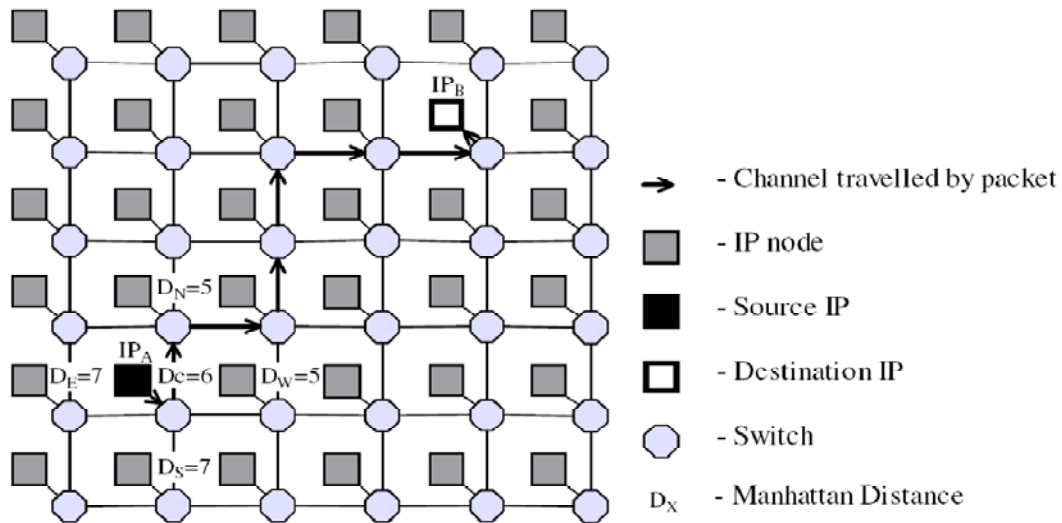 IP_B
- Channel travelled by packet
- IP node
D_N=5
- Source IP
IP_A
D_E=7 Dc=6 D_W=5
- Destination IP
- Switch
D_S=7
D_X - Manhattan Distance